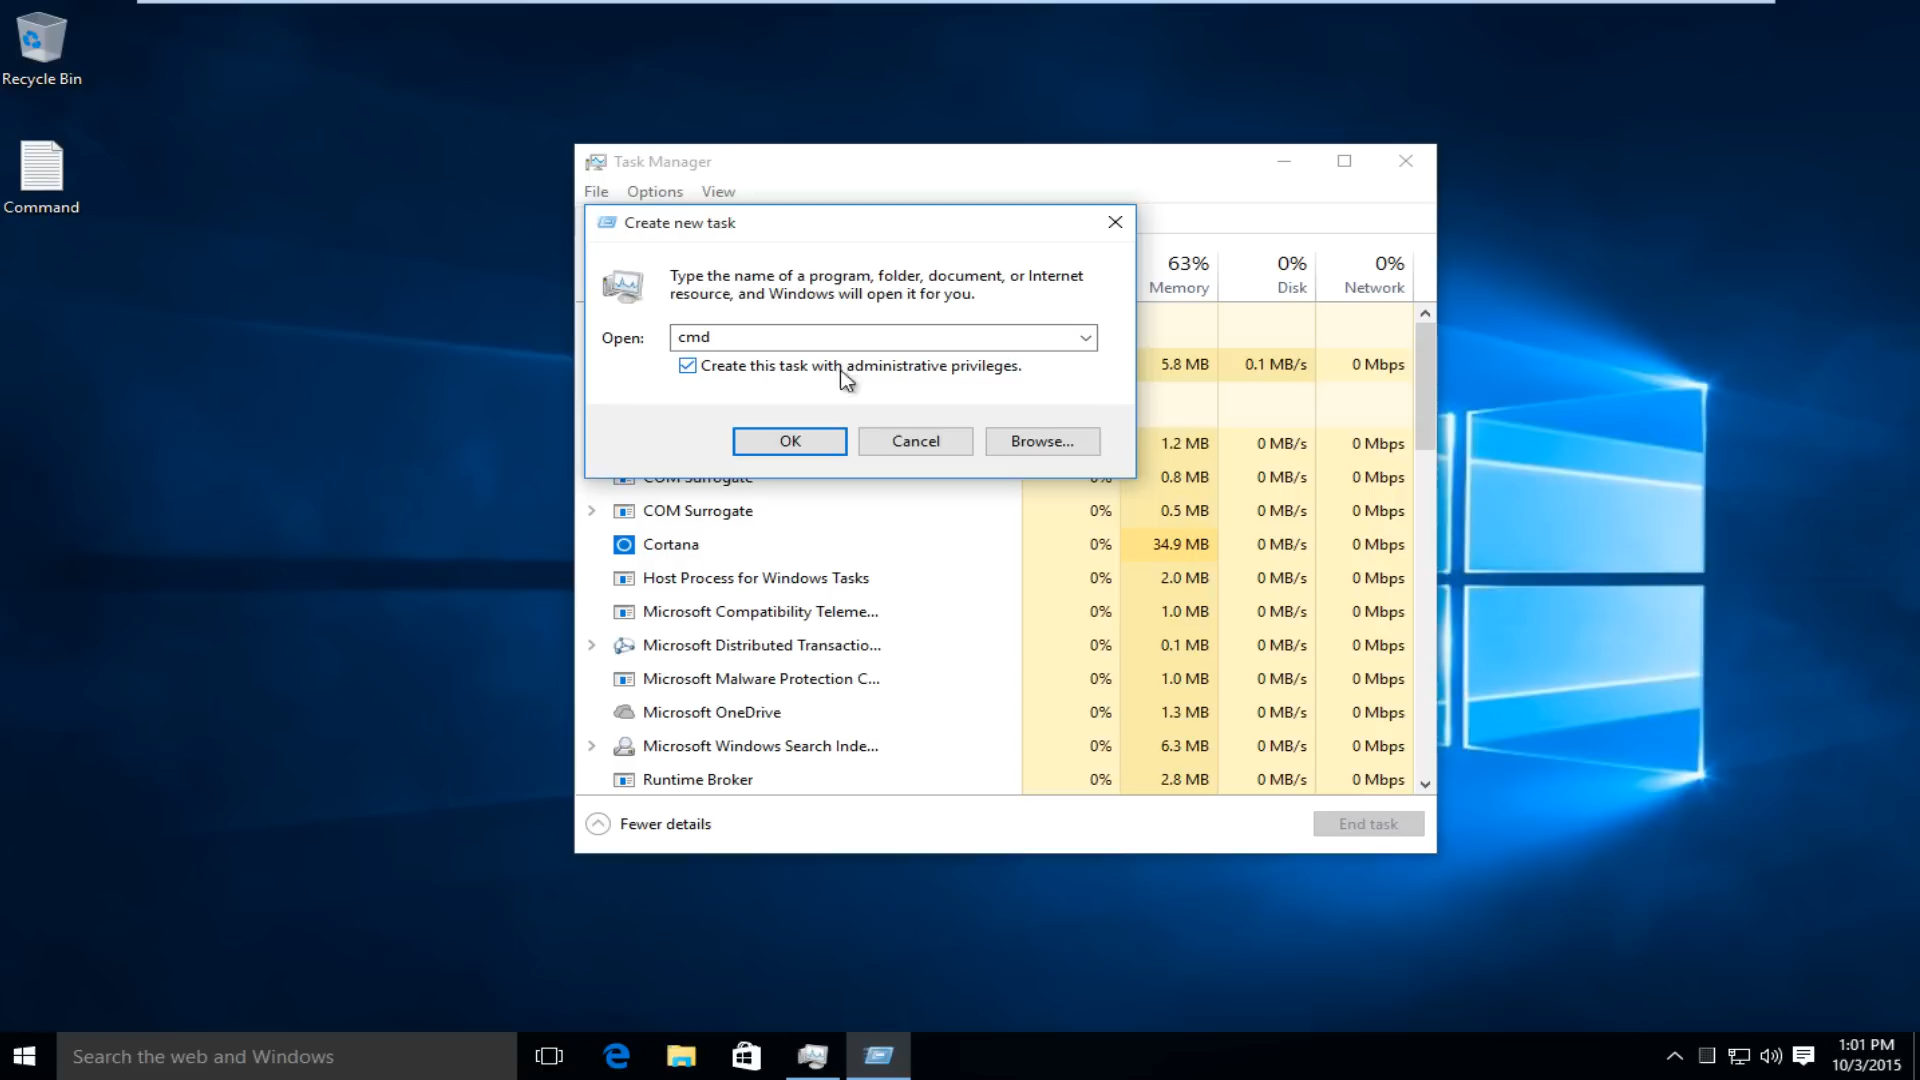 Recycle Bin
Command
Task Manager
File Options View
Create new task
Type the name of a program, folder, document, or Internet
resource, and Windows will open it for you.
Open: cmd
Create this task with administrative privileges.
OK Cancel Browse...
63% 0% 0%
Memory Disk Network
5.8 MB 0.1 MB/s 0 Mbps
1.2 MB 0 MB/s 0 Mbps
COM Surrogate 0% 0.8 MB 0 MB/s 0 Mbps
COM Surrogate 0% 0.5 MB 0 MB/s 0 Mbps
Cortana 0% 34.9 MB 0 MB/s 0 Mbps
Host Process for Windows Tasks 0% 2.0 MB 0 MB/s 0 Mbps
Microsoft Compatibility Teleme... 0% 1.0 MB 0 MB/s 0 Mbps
Microsoft Distributed Transactio... 0% 0.1 MB 0 MB/s 0 Mbps
Microsoft Malware Protection C... 0% 1.0 MB 0 MB/s 0 Mbps
Microsoft OneDrive 0% 1.3 MB 0 MB/s 0 Mbps
Microsoft Windows Search Inde... 0% 6.3 MB 0 MB/s 0 Mbps
Runtime Broker 0% 2.8 MB 0 MB/s 0 Mbps
Fewer details End task
Search the web and Windows
1:01 PM
10/3/2015